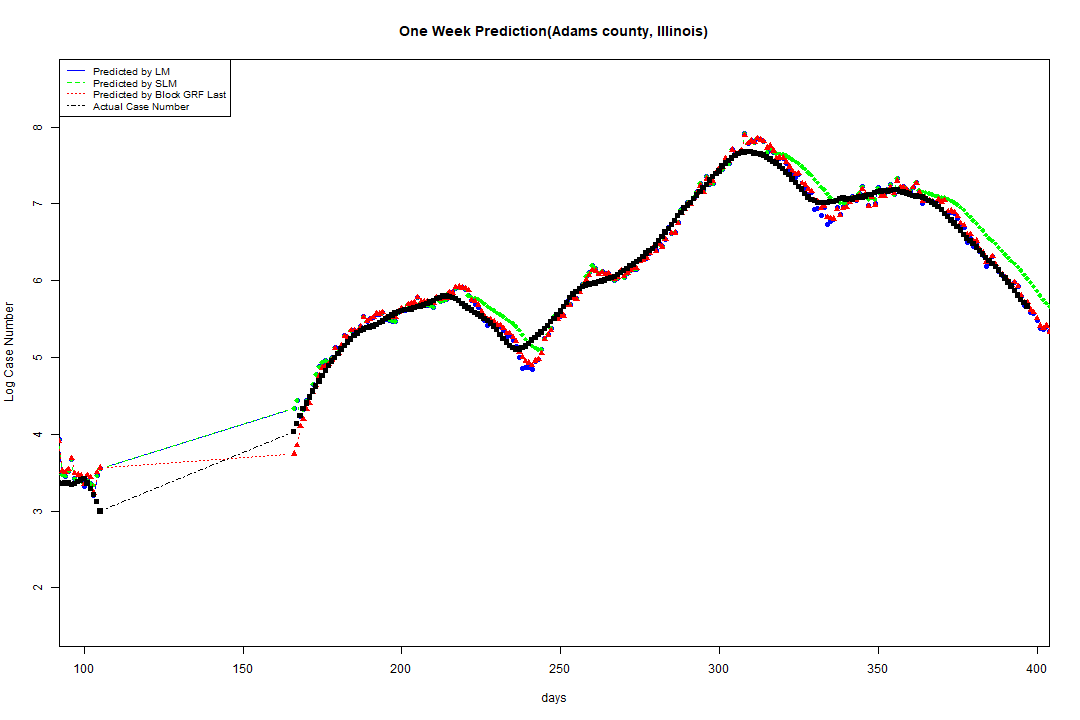 One Week Prediction(Adams county, Illinois)
Predicted by LM
Predicted by SLM
Predicted by Block GRF Last
Actual Case Number
8
7
6
5
4
3
2
Log Case Number
100 150 200 250 300 350 400
days